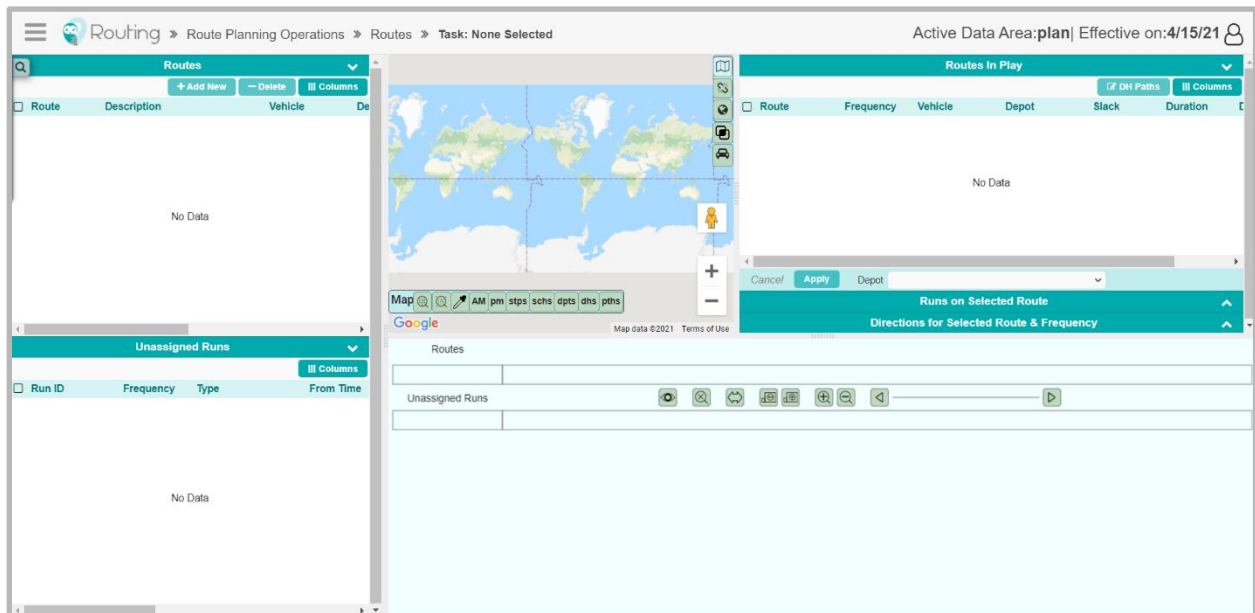 Routing » Route Planning Operations » Routes » Task: None Selected
Active Data Area:plan| Effective on:4/15/21
Routes
+ Add New
− Delete
Columns
Route Description Vehicle De
No Data
Unassigned Runs
Columns
Run ID Frequency Type From Time
No Data
Map AM pm stps schs dpts dhs pths
Google
Map data ©2021 Terms of Use
Routes In Play
DH Paths
Columns
Route Frequency Vehicle Depot Slack Duration D
No Data
Cancel Apply Depot
Runs on Selected Route
Directions for Selected Route & Frequency
Routes
Unassigned Runs